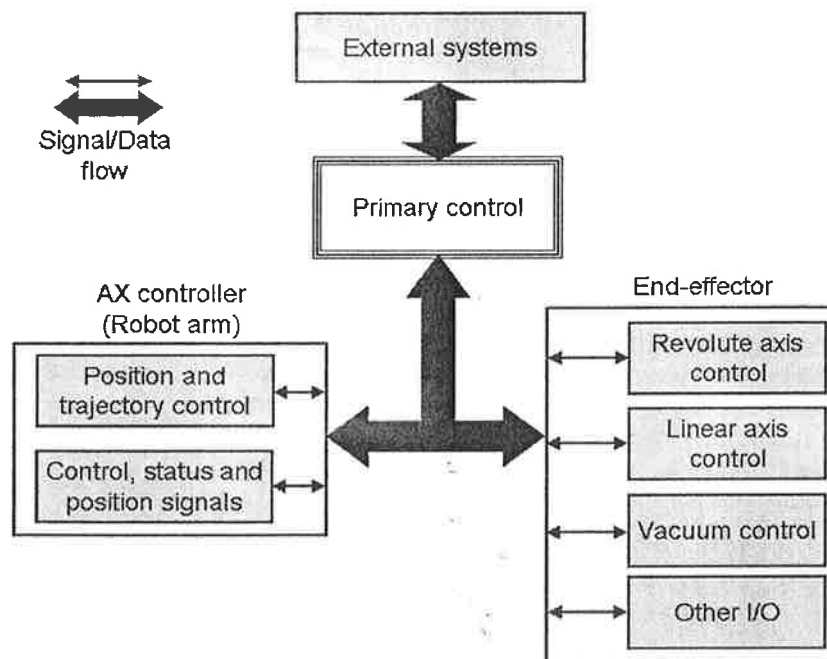 External systems
Signal/Data
flow
Primary control
AX controller
(Robot arm)
Position and
trajectory control
Control, status and
position signals
End-effector
Revolute axis
control
Linear axis
control
Vacuum control
Other I/O